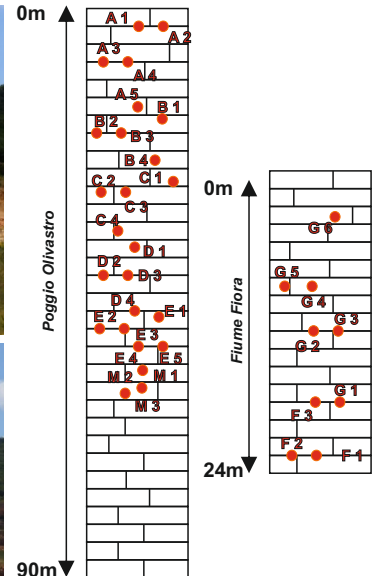 0m
A 1
A 2
A 3
A 4
A 5
B 1
B 2
B 3
B 4
C 1
C 2
C 3
C 4
D 1
D 2
D 3
D 4
E 1
E 2
E 3
E 4
E 5
M 2
M 1
M 3
90m
Poggio Olivastro
0m
G 6
G 5
G 4
G 3
G 2
G 1
F 3
F 2
F 1
24m
Fiume Fiora